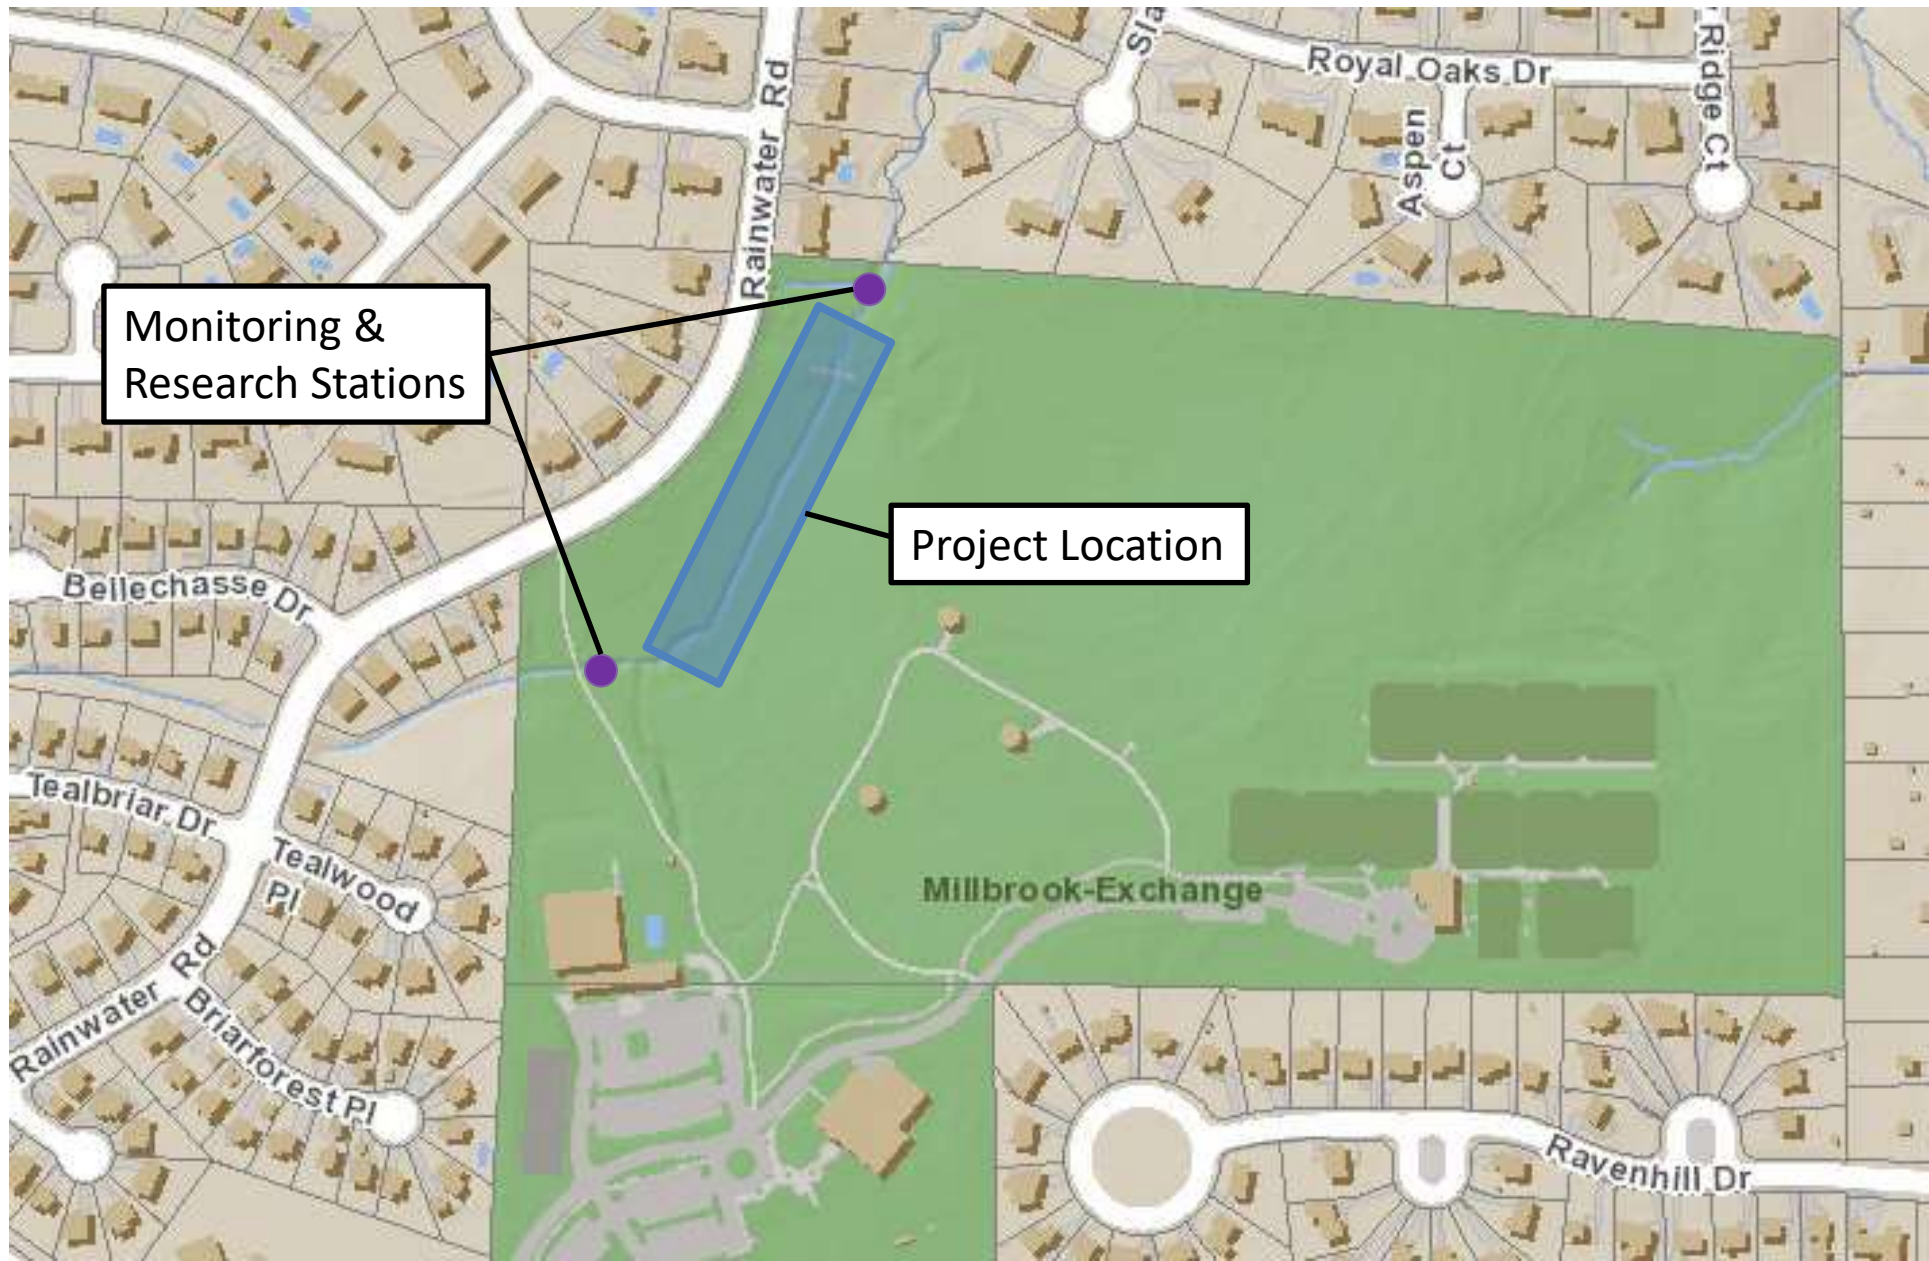 Sla
Royal Oaks Dr
Ridge Ct
Rainwater Rd
Aspen
Ct
Monitoring &
Research Stations
Project Location
Bellechasse Dr
Tealbriar Dr
Tealwood
Pl
Millbrook-Exchange
Rainwater Rd
Briarforest Pl
Ravenhill Dr